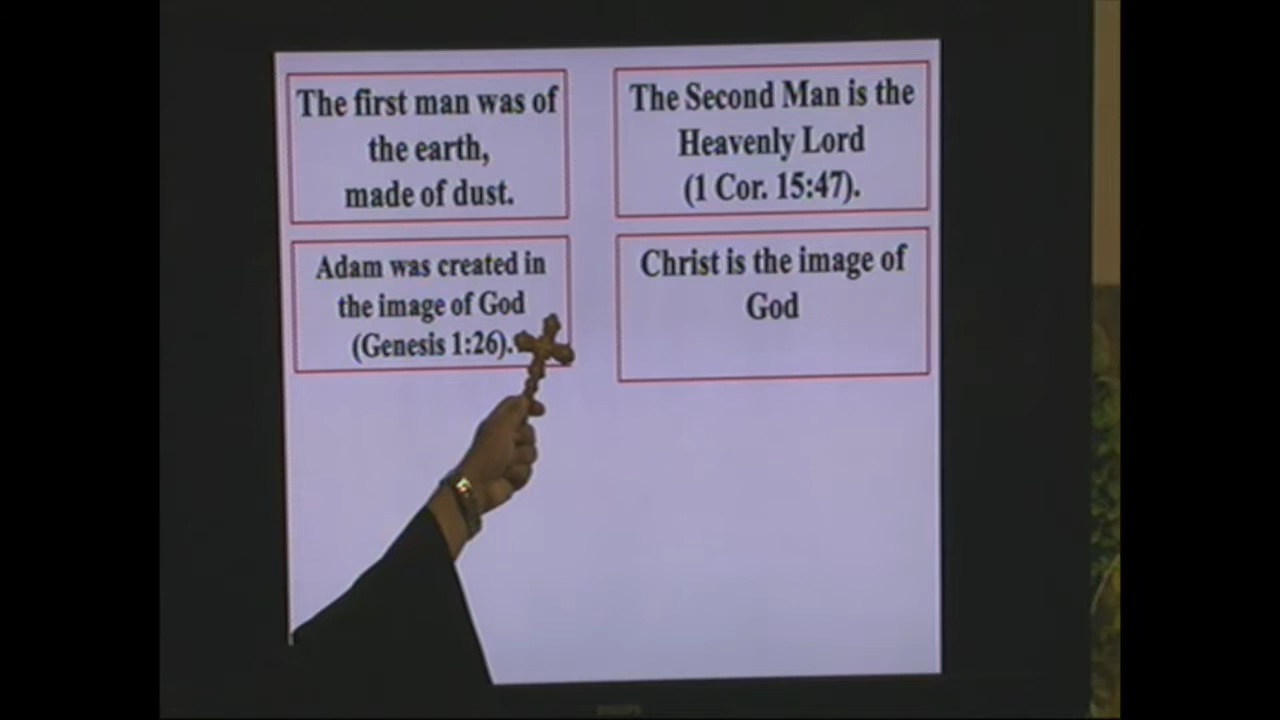 The first man was of
the earth,
made of dust.
The Second Man is the
Heavenly Lord
(1 Cor. 15:47).
Adam was created in
the image of God
(Genesis 1:26).
Christ is the image of
God